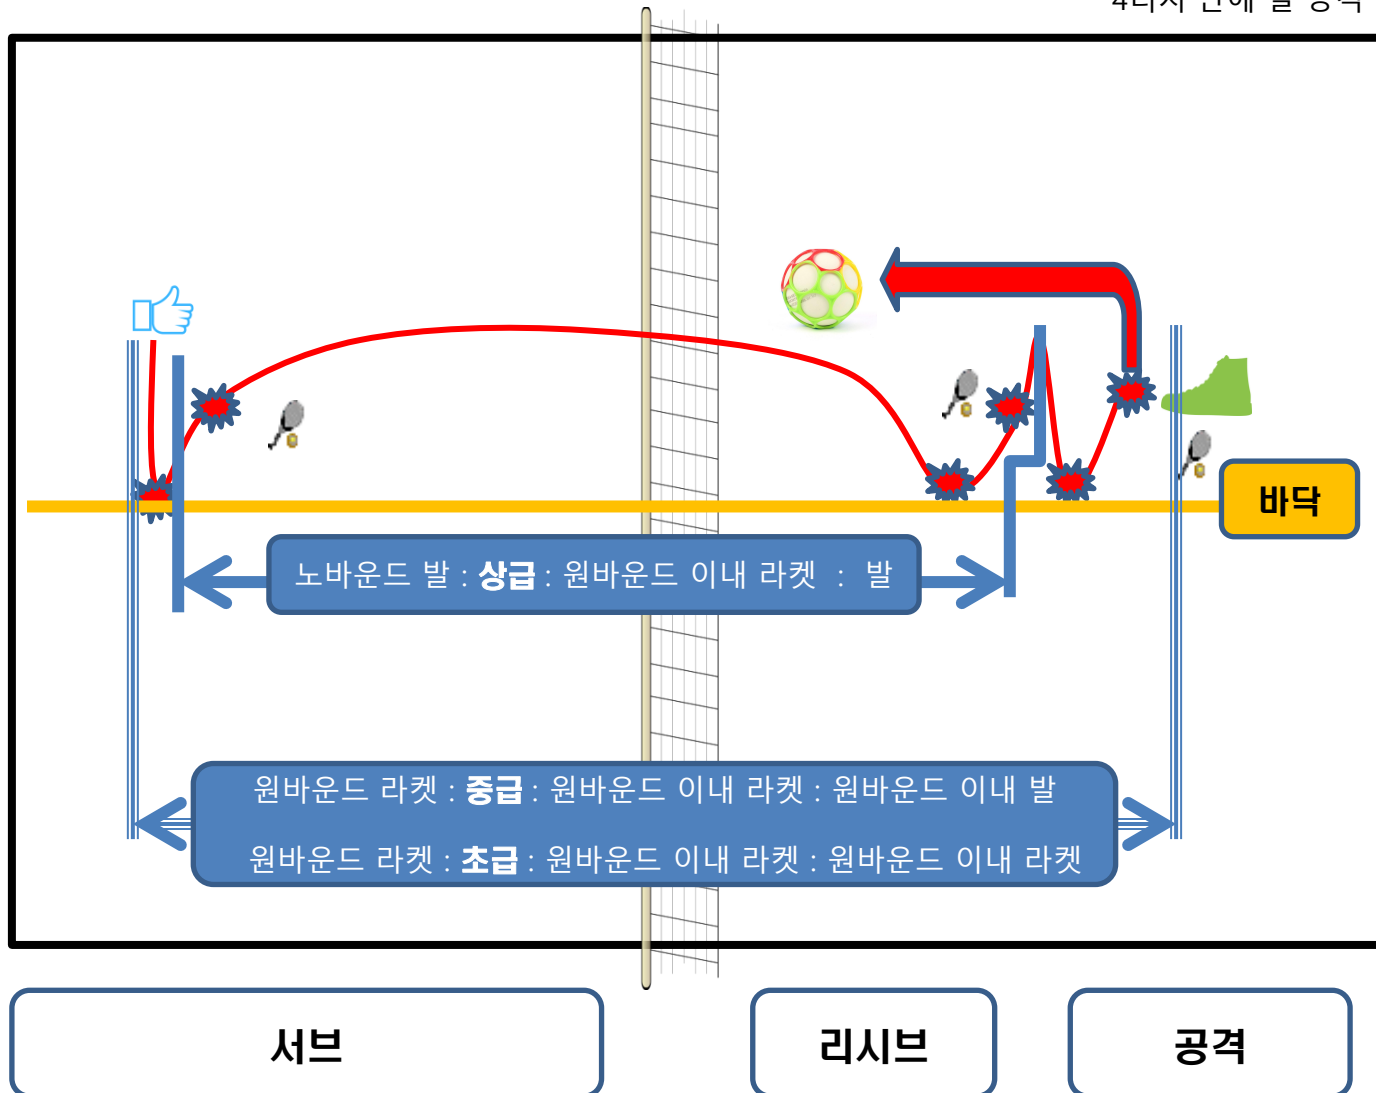 바닥
노바운드 발 : 상급 : 원바운드 이내 라켓 : 발
원바운드 라켓 : 중급 : 원바운드 이내 라켓 : 원바운드 이내 발
원바운드 라켓 : 초급 : 원바운드 이내 라켓 : 원바운드 이내 라켓
서브
리시브
공격